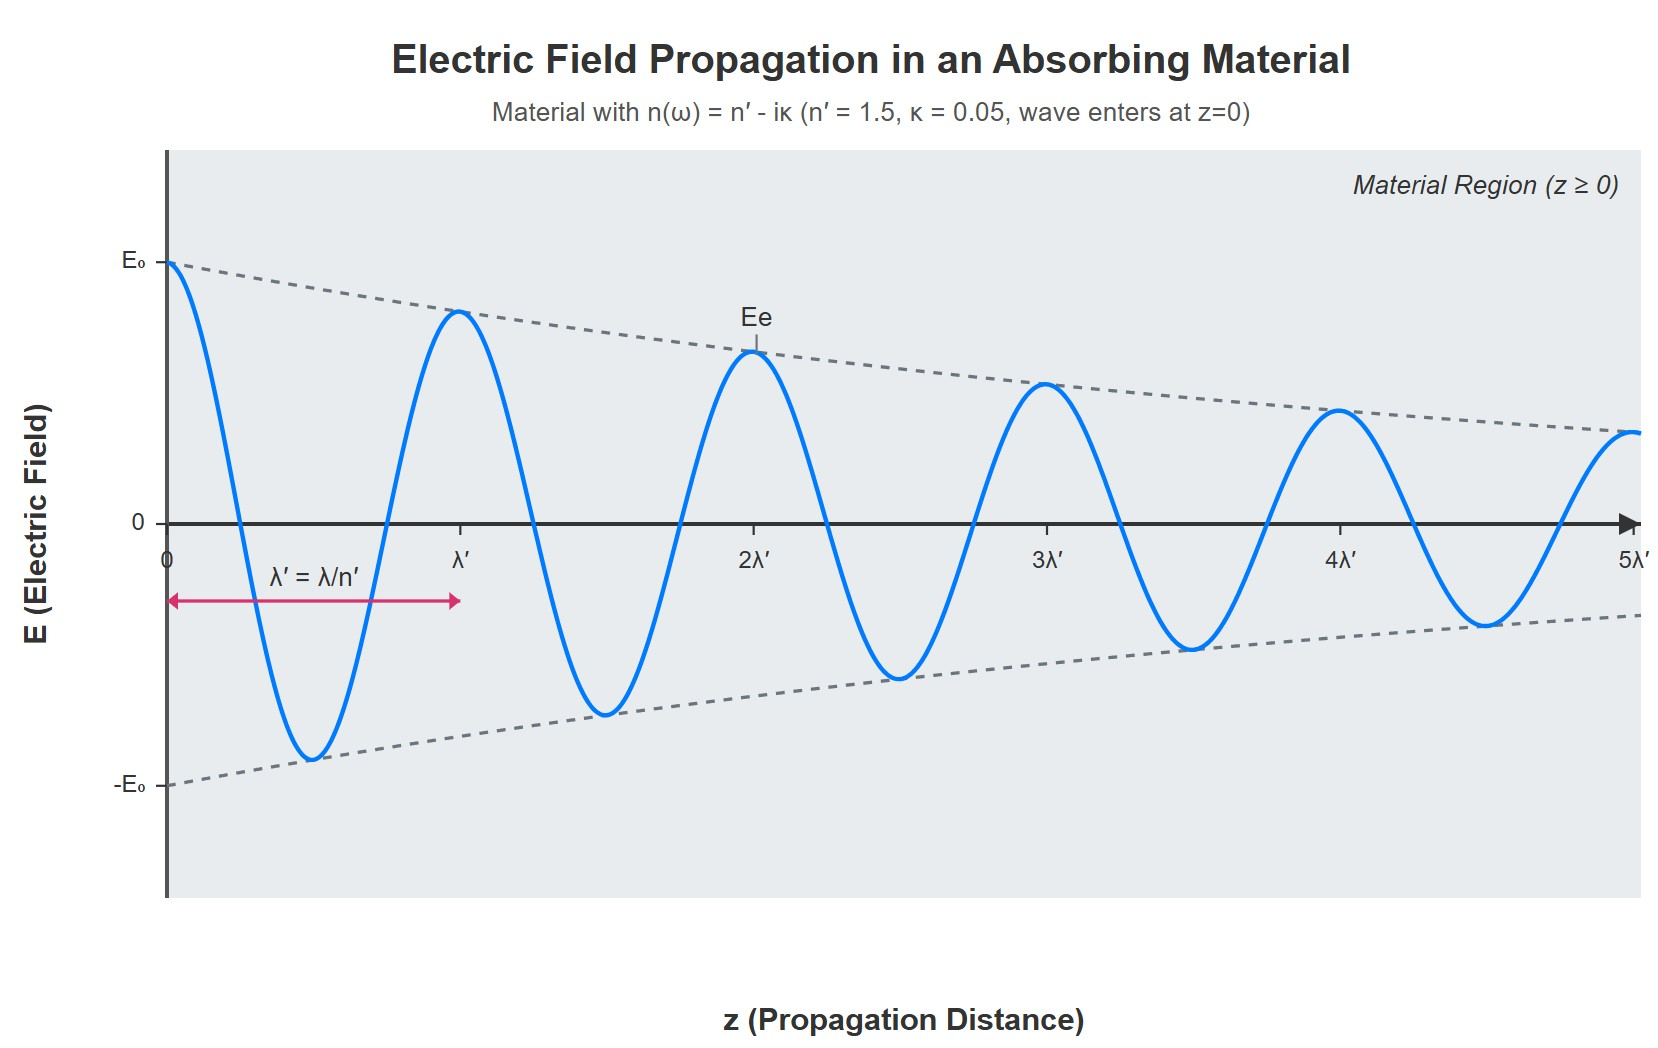 Electric Field Propagation in an Absorbing Material
Material with n(ω) = n′ - iκ (n′ = 1.5, κ = 0.05, wave enters at z=0)
Material Region (z ≥ 0)
E₀
Ee
E (Electric Field)
0
0
λ′
2λ′
3λ′
4λ′
5λ′
λ′ = λ/n′
-E₀
z (Propagation Distance)